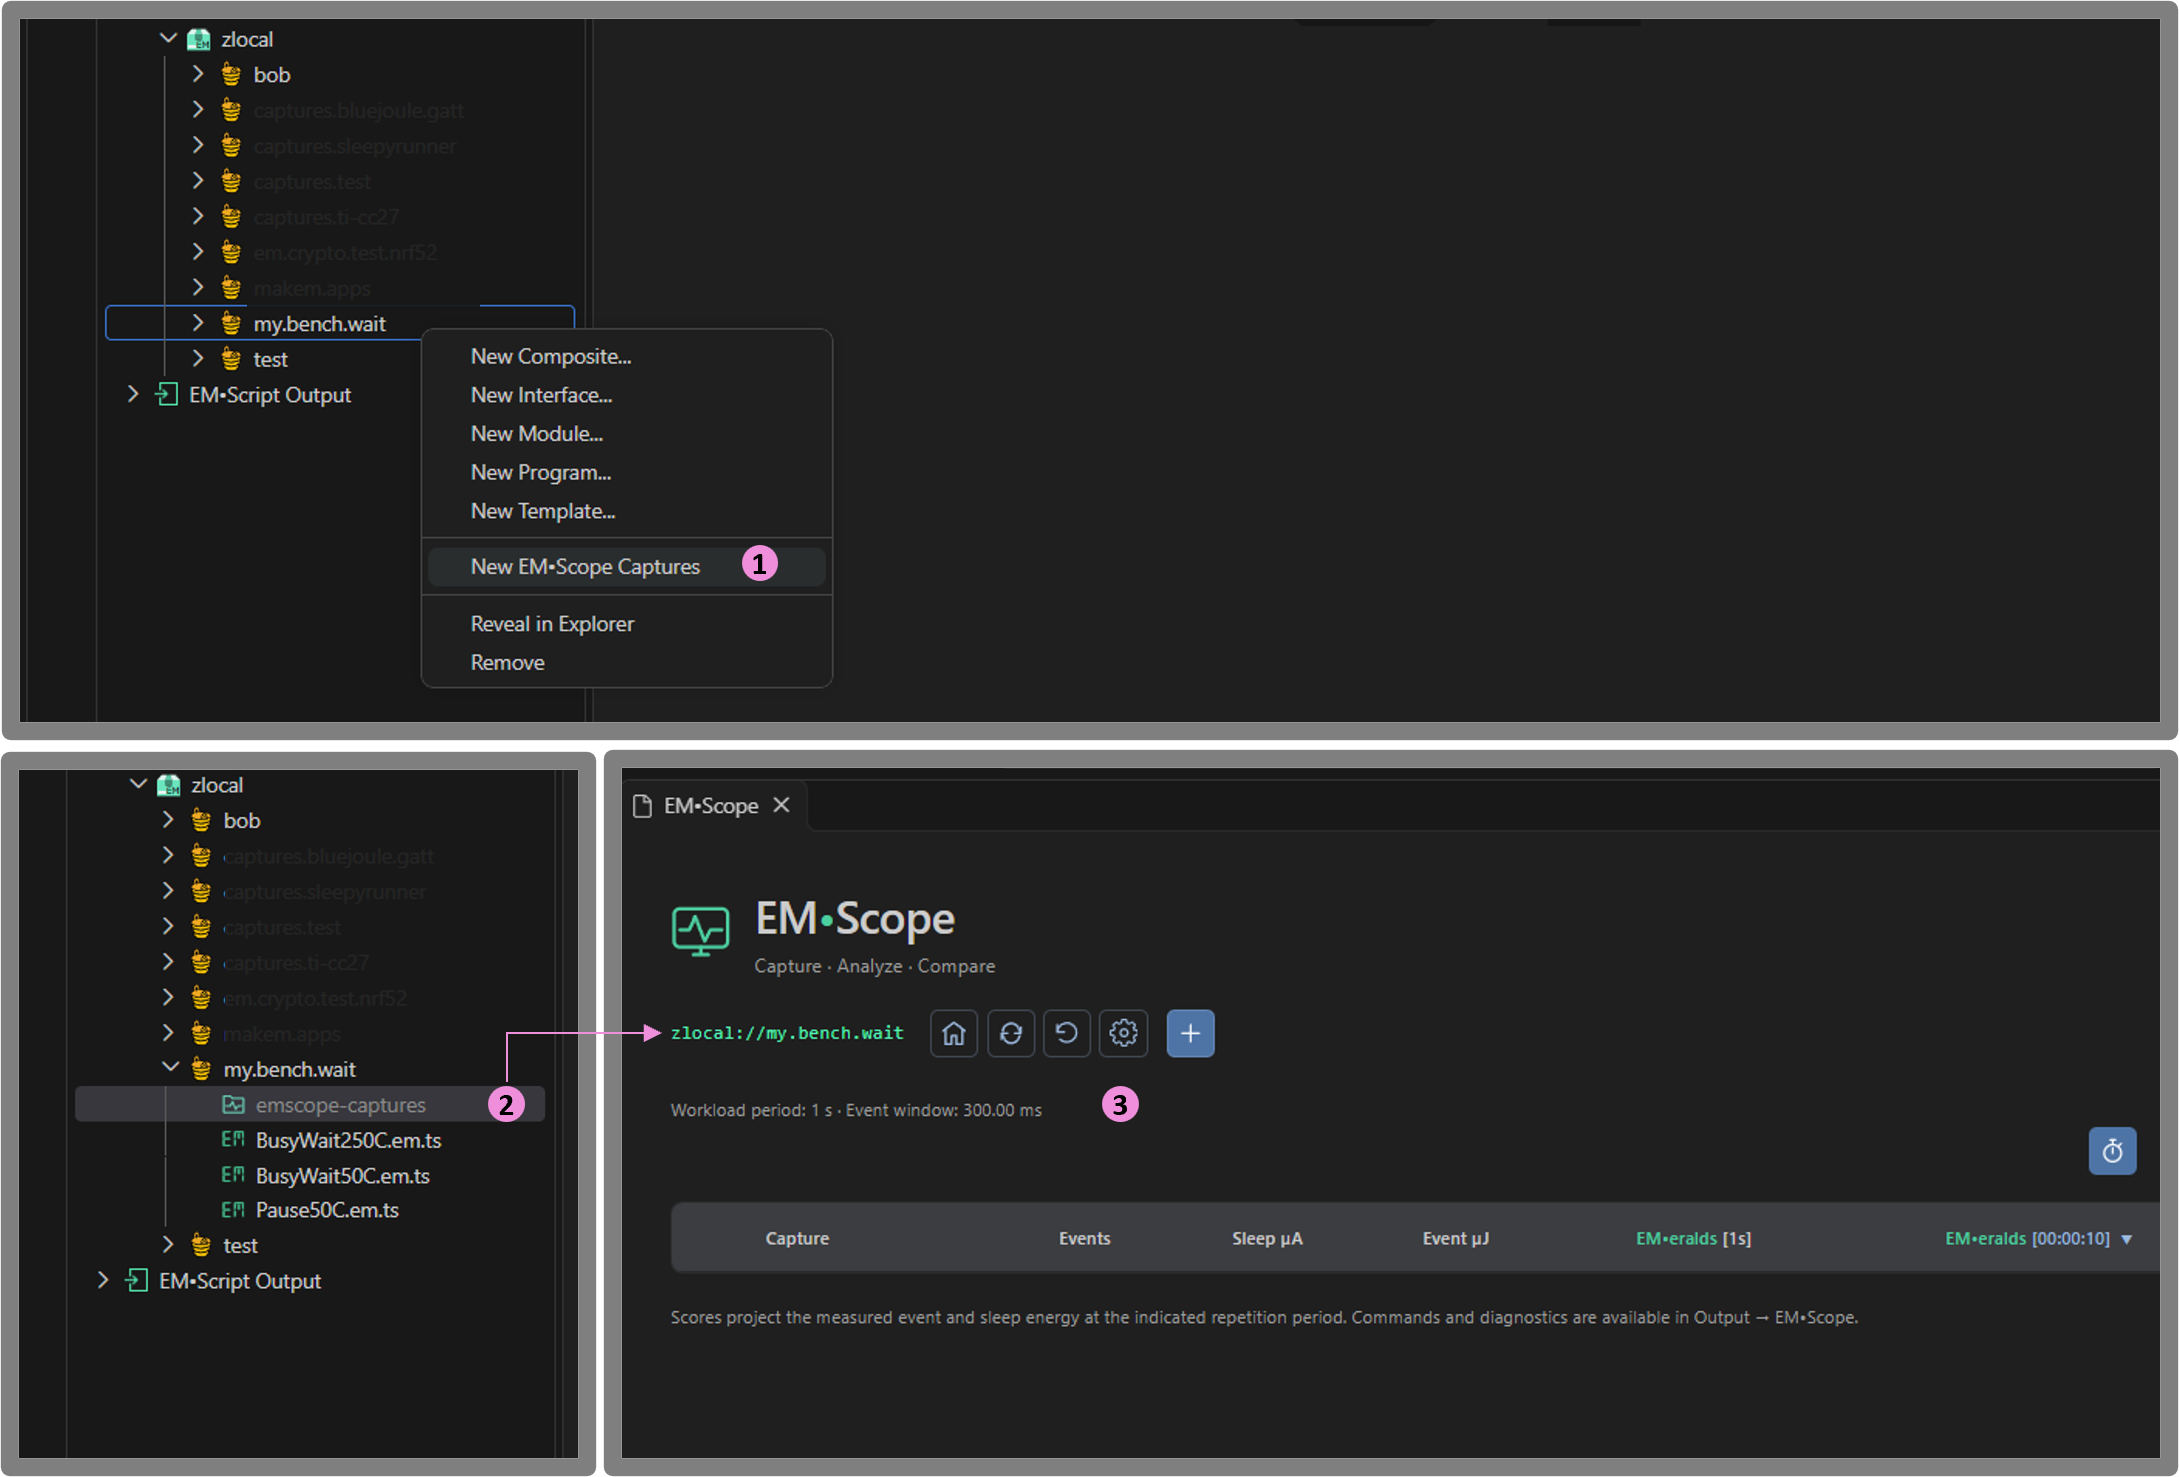 zlocal
bob
captures.bluejoule.gatt
captures.sleepyrunner
captures.test
captures.ti-cc27
em.crypto.test.nrf52
makem.apps
my.bench.wait
test
EM•Script Output
New Composite...
New Interface...
New Module...
New Program...
New Template...
New EM•Scope Captures 1
Reveal in Explorer
Remove
zlocal
bob
captures.bluejoule.gatt
captures.sleepyrunner
captures.test
captures.ti-cc27
em.crypto.test.nrf52
makem.apps
my.bench.wait
emscope-captures 2
EM BusyWait250C.em.ts
EM BusyWait50C.em.ts
EM Pause50C.em.ts
test
EM•Script Output
EM•Scope
EM•Scope
Capture · Analyze · Compare
zlocal://my.bench.wait
Workload period: 1 s · Event window: 300.00 ms 3
Capture Events Sleep µA Event µJ EM•eralds [1s] EM•eralds [00:00:10] ▼
Scores project the measured event and sleep energy at the indicated repetition period. Commands and diagnostics are available in Output → EM•Scope.